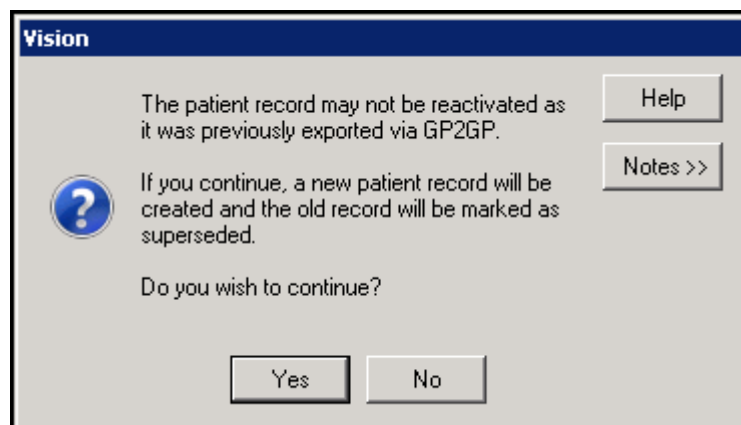 Vision
The patient record may not be reactivated as
it was previously exported via GP2GP.
If you continue, a new patient record will be
created and the old record will be marked as
superseded.
Do you wish to continue?
Help
Notes >>
Yes
No